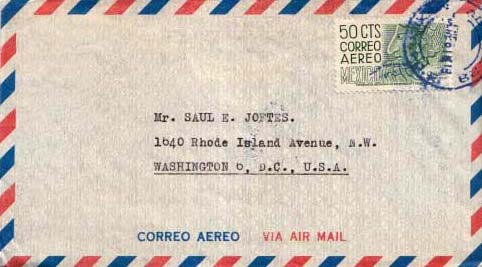 50 CTS
CORREO
AEREO
MEXICO
Mr. SAUL E. JOFTES.
1640 Rhode Island Avenue, N.W.
WASHINGTON 6, D.C., U.S.A.
CORREO AEREO VIA AIR MAIL